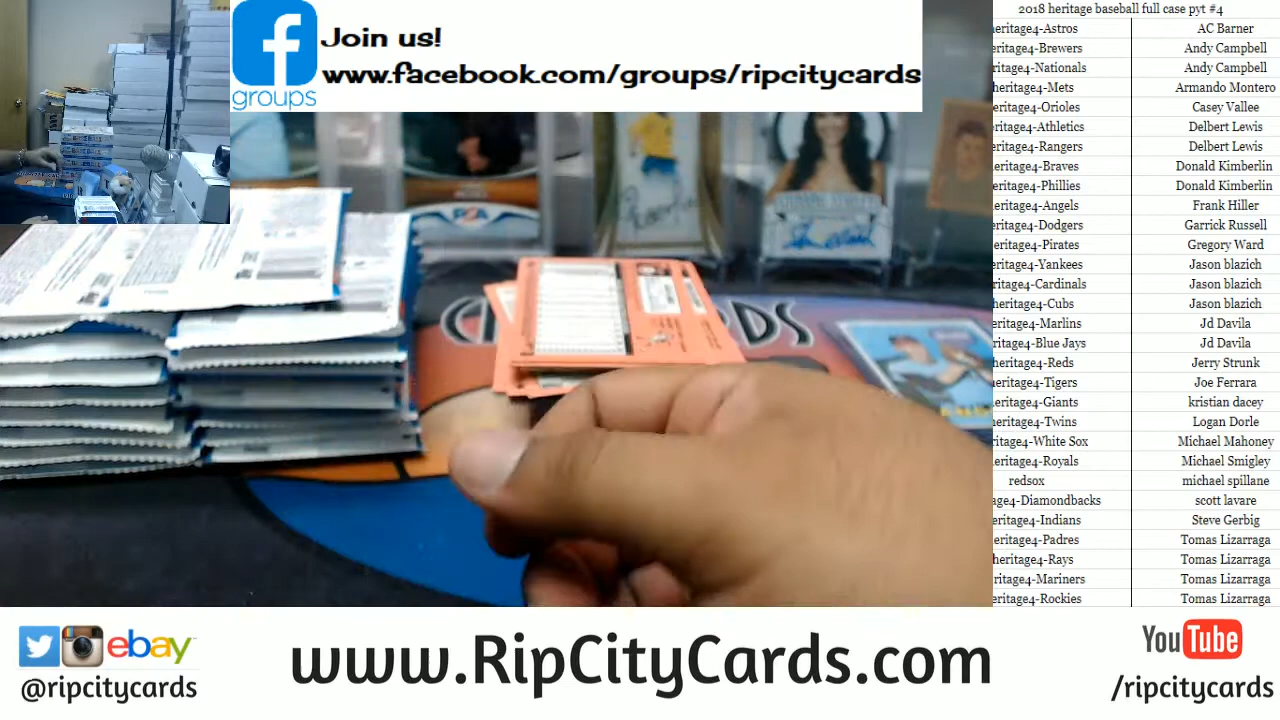 Join us!
www.facebook.com/groups/ripcitycards
groups
2018 heritage baseball full case pyt #4
eritage4-Astros AC Barner
eritage4-Brewers Andy Campbell
ritage4-Nationals Andy Campbell
heritage4-Mets Armando Montero
eritage4-Orioles Casey Vallee
ritage4-Athletics Delbert Lewis
ritage4-Rangers Delbert Lewis
eritage4-Braves Donald Kimberlin
eritage4-Phillies Donald Kimberlin
eritage4-Angels Frank Hiller
eritage4-Dodgers Garrick Russell
eritage4-Pirates Gregory Ward
eritage4-Yankees Jason blazich
ritage4-Cardinals Jason blazich
heritage4-Cubs Jason blazich
ritage4-Marlins Jd Davila
ritage4-Blue Jays Jd Davila
heritage4-Reds Jerry Strunk
eritage4-Tigers Joe Ferrara
eritage4-Giants kristian dacey
eritage4-Twins Logan Dorle
itage4-White Sox Michael Mahoney
eritage4-Royals Michael Smigley
redsox michael spillane
age4-Diamondbacks scott lavare
eritage4-Indians Steve Gerbig
eritage4-Padres Tomas Lizarraga
heritage4-Rays Tomas Lizarraga
ritage4-Mariners Tomas Lizarraga
eritage4-Rockies Tomas Lizarraga
PSA
C
RDS
ebay
@ripcitycards
www.RipCityCards.com
YouTube
/ripcitycards